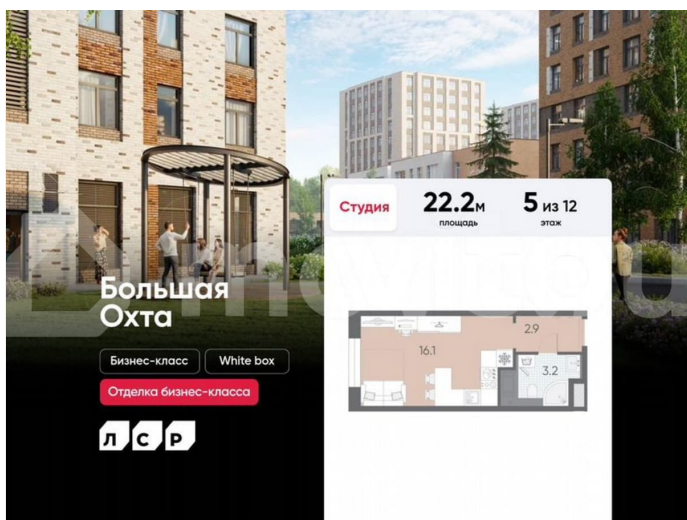 Студия
22.2м
площадь
5 из 12
этаж
Большая
Охта
Бизнес-класс
White box
Отделка бизнес-класса
ЛСР
16.1
2.9
3.2